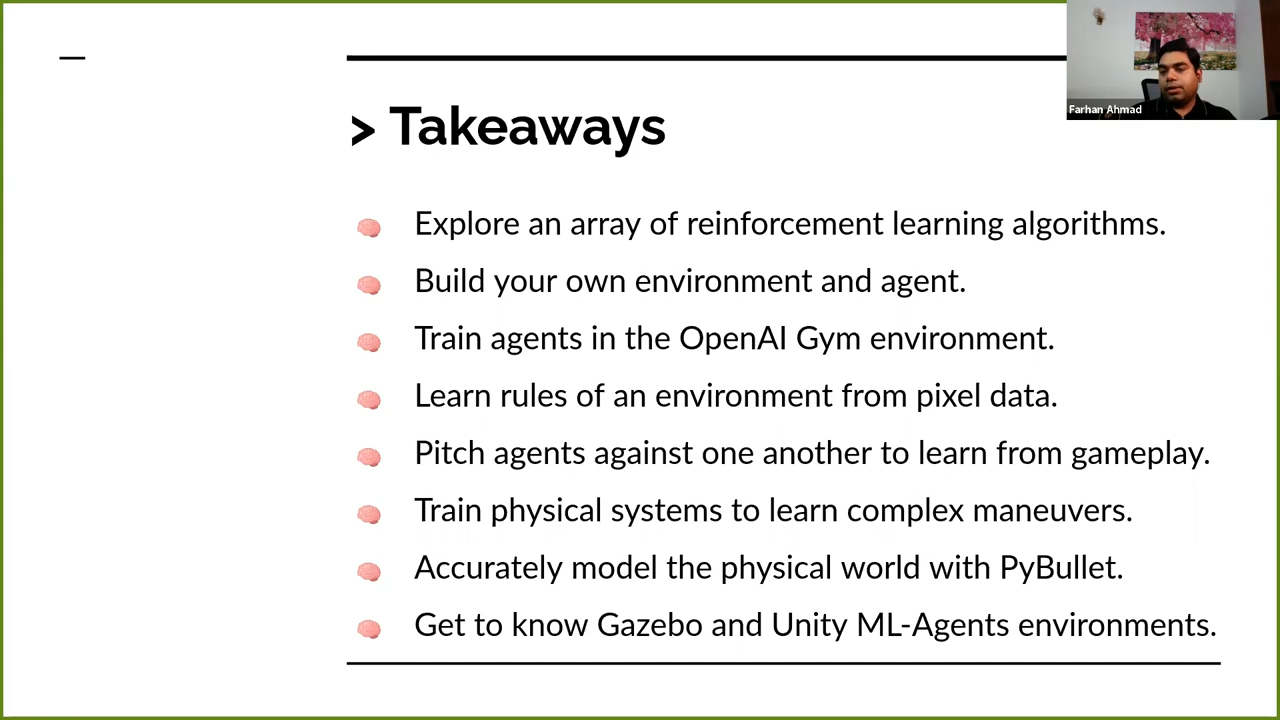 Farhan Ahmad
> Takeaways
Explore an array of reinforcement learning algorithms.
Build your own environment and agent.
Train agents in the OpenAI Gym environment.
Learn rules of an environment from pixel data.
Pitch agents against one another to learn from gameplay.
Train physical systems to learn complex maneuvers.
Accurately model the physical world with PyBullet.
Get to know Gazebo and Unity ML-Agents environments.